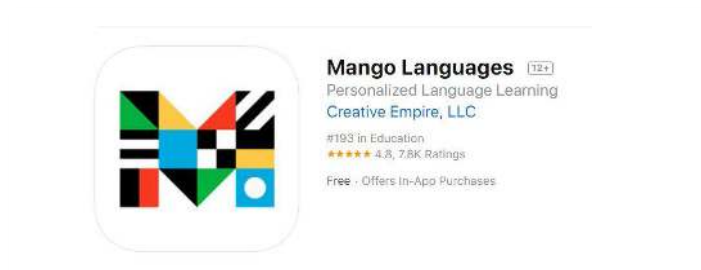 Mango Languages 12+
Personalized Language Learning
Creative Empire, LLC
#193 in Education
★★★★★ 4.8, 7.8K Ratings
Free · Offers In-App Purchases